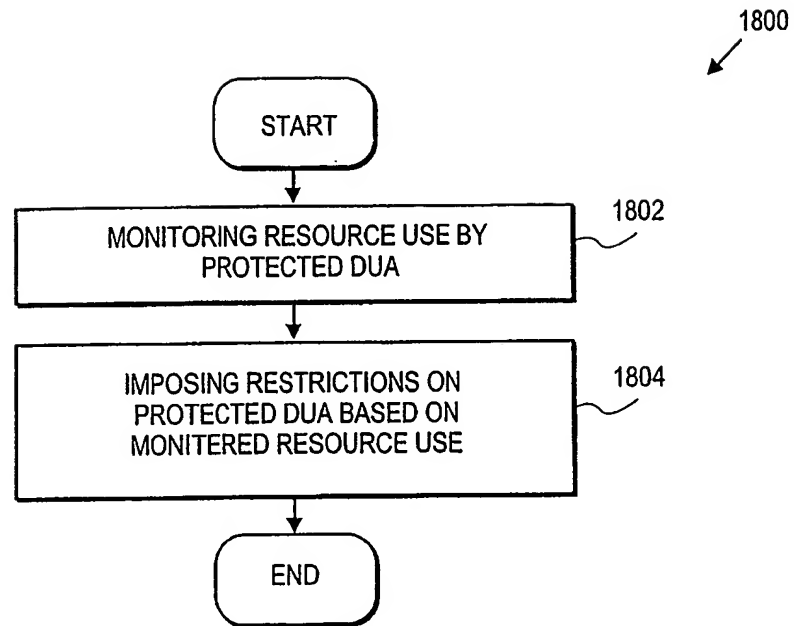 1800
START
MONITORING RESOURCE USE BY
PROTECTED DUA
1802
IMPOSING RESTRICTIONS ON
PROTECTED DUA BASED ON
MONITERED RESOURCE USE
1804
END